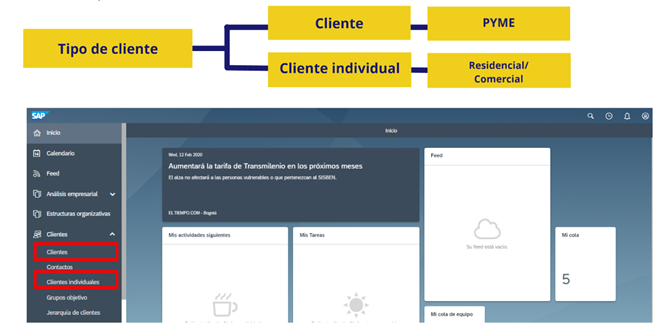 Cliente
PYME
Tipo de cliente
Cliente individual
Residencial/
Comercial
SAP
Inicio
Inicio
Calendario
Feed
Análisis empresarial
Estructuras organizativas
Clientes
Clientes
Contactos
Clientes individuales
Grupos objetivo
Jerarquía de clientes
Wed, 12 Feb 2020
Aumentará la tarifa de Transmilenio en los próximos meses
El alza no afectará a las personas vulnerables o que pertenezcan al SISBEN.
EL TIEMPO.COM - Bogotá
Feed
Su feed está vacío.
Mis actividades siguientes
Mis Tareas
Mi cola
5
Mi cola de equipo